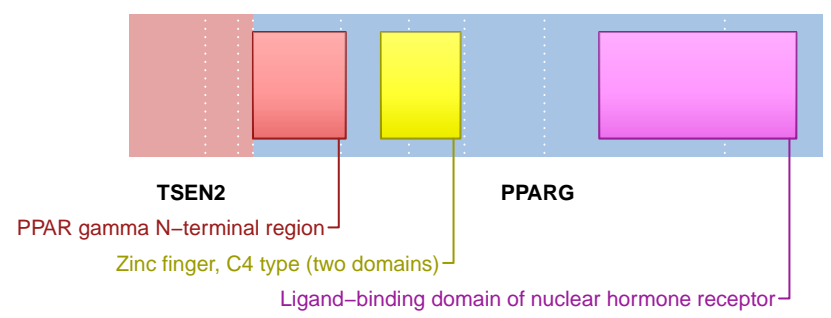 TSEN2 PPARG
PPAR gamma N−terminal region
Zinc finger, C4 type (two domains)
Ligand−binding domain of nuclear hormone receptor